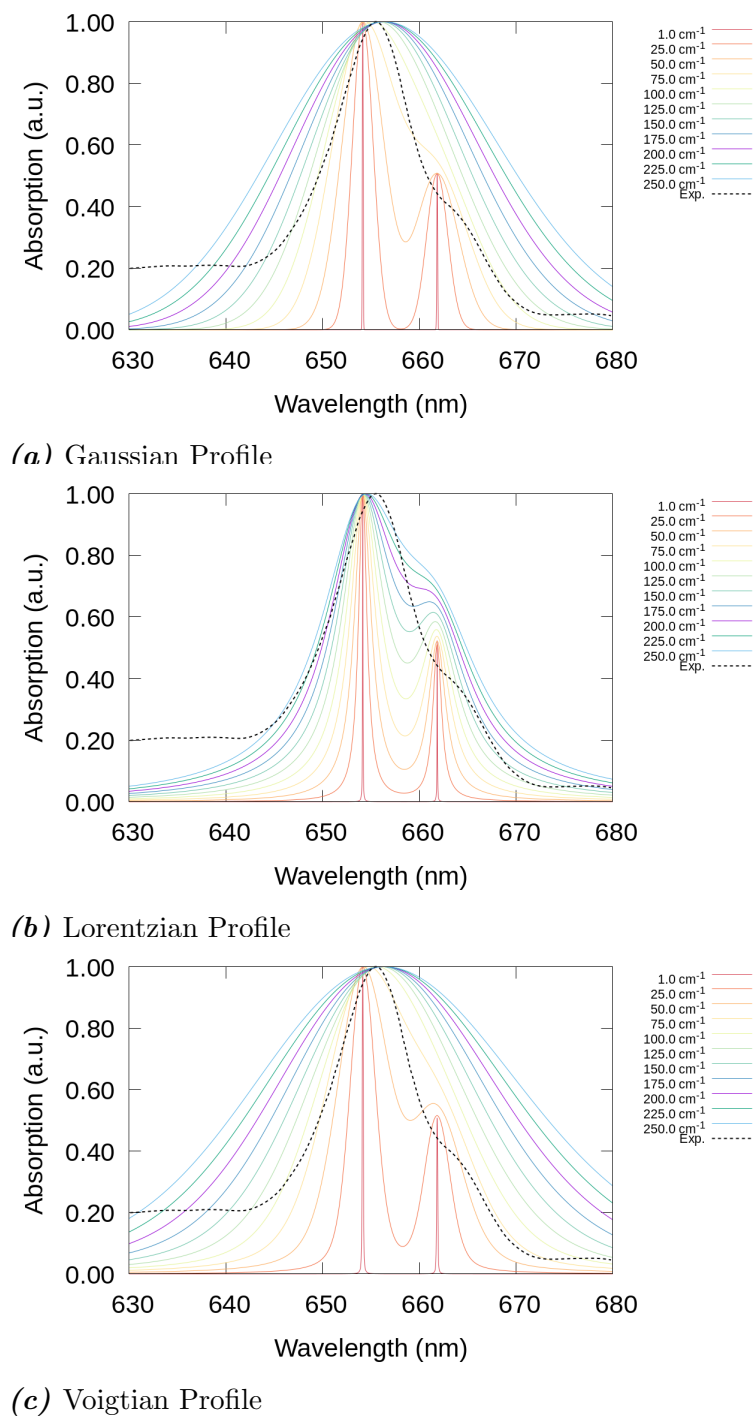 1.00
0.80
0.60
0.40
0.20
0.00
Absorption (a.u.)
630 640 650 660 670 680
Wavelength (nm)
1.0 cm-1
25.0 cm-1
50.0 cm-1
75.0 cm-1
100.0 cm-1
125.0 cm-1
150.0 cm-1
175.0 cm-1
200.0 cm-1
225.0 cm-1
250.0 cm-1
Exp.
(a) Gaussian Profile
1.00
0.80
0.60
0.40
0.20
0.00
Absorption (a.u.)
630 640 650 660 670 680
Wavelength (nm)
1.0 cm-1
25.0 cm-1
50.0 cm-1
75.0 cm-1
100.0 cm-1
125.0 cm-1
150.0 cm-1
175.0 cm-1
200.0 cm-1
225.0 cm-1
250.0 cm-1
Exp.
(b) Lorentzian Profile
1.00
0.80
0.60
0.40
0.20
0.00
Absorption (a.u.)
630 640 650 660 670 680
Wavelength (nm)
1.0 cm-1
25.0 cm-1
50.0 cm-1
75.0 cm-1
100.0 cm-1
125.0 cm-1
150.0 cm-1
175.0 cm-1
200.0 cm-1
225.0 cm-1
250.0 cm-1
Exp.
(c) Voigtian Profile